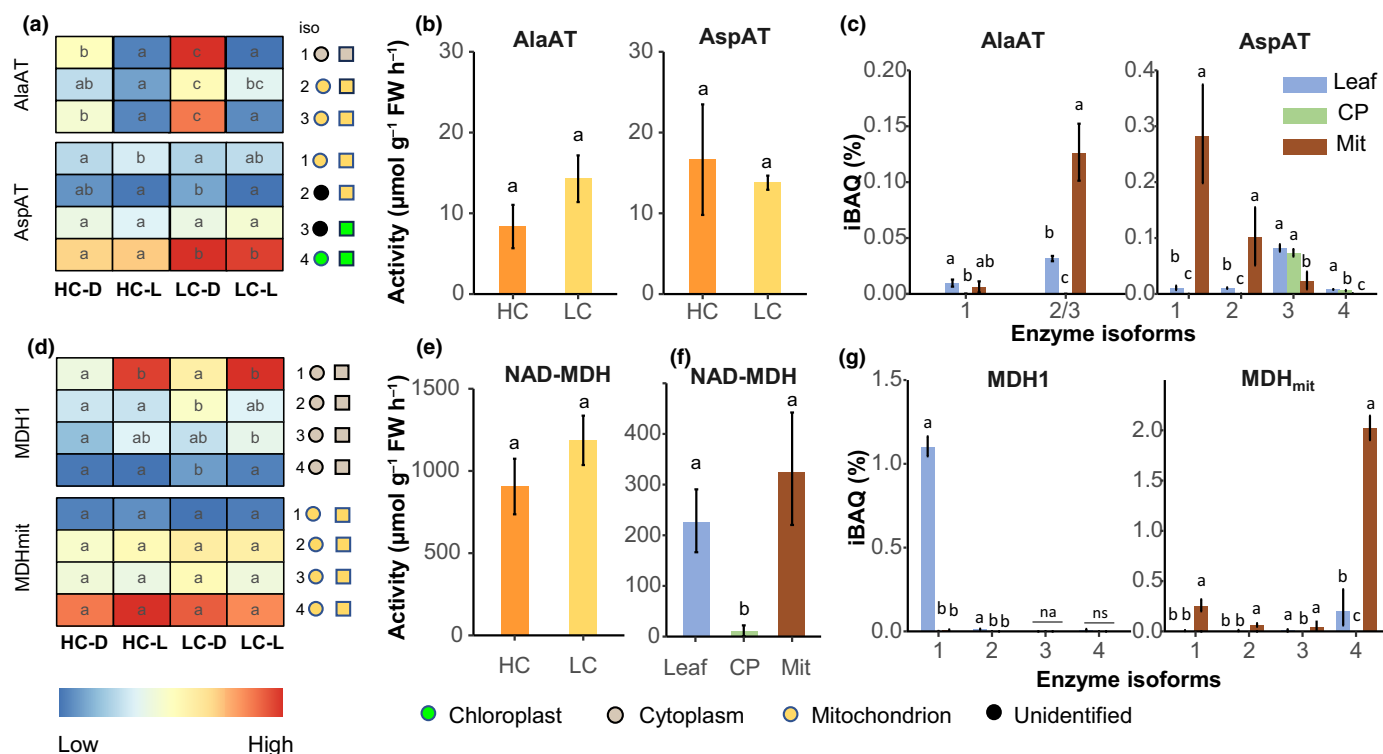 (a)
iso
AlaAT
b a c a 1
ab a c bc 2
b a c a 3
AspAT
a b a ab 1
ab a b a 2
a a a a 3
a a b b 4
HC-D HC-L LC-D LC-L
(b)
AlaAT AspAT
Activity (µmol g⁻¹ FW h⁻¹)
30 30
20 20
10 10
0 0
a a a a
HC LC HC LC
(c)
AlaAT AspAT
iBAQ (%)
0.20 0.4
0.15 0.3
0.10 0.2
0.05 0.1
0.00 0.0
a b ab b c a
b c a b c a a a b a b c
1 2/3 1 2 3 4
Enzyme isoforms
Leaf
CP
Mit
(d)
MDH1
a b a b 1
a a b ab 2
a ab ab b 3
a a b a 4
MDHmit
a a a a 1
a a a a 2
a a a a 3
a a a a 4
HC-D HC-L LC-D LC-L
Low High
(e)
NAD-MDH
Activity (µmol g⁻¹ FW h⁻¹)
1500
1000
500
0
a a
HC LC
(f)
NAD-MDH
400
300
200
100
0
a b a
Leaf CP Mit
(g)
MDH1 MDHmit
iBAQ (%)
1.5
1.0 2.0
0.5 1.0
0.0 0.0
a b b a b b na ns
b b a b b a a b a b c a
1 2 3 4 1 2 3 4
Enzyme isoforms
Chloroplast Cytoplasm Mitochondrion Unidentified